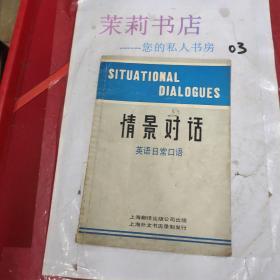 茉莉书店
——您的私人书房
03
SITUATIONAL
DIALOGUES
情景对话
英语日常口语
上海翻译出版公司出版
上海外文书店录制发行